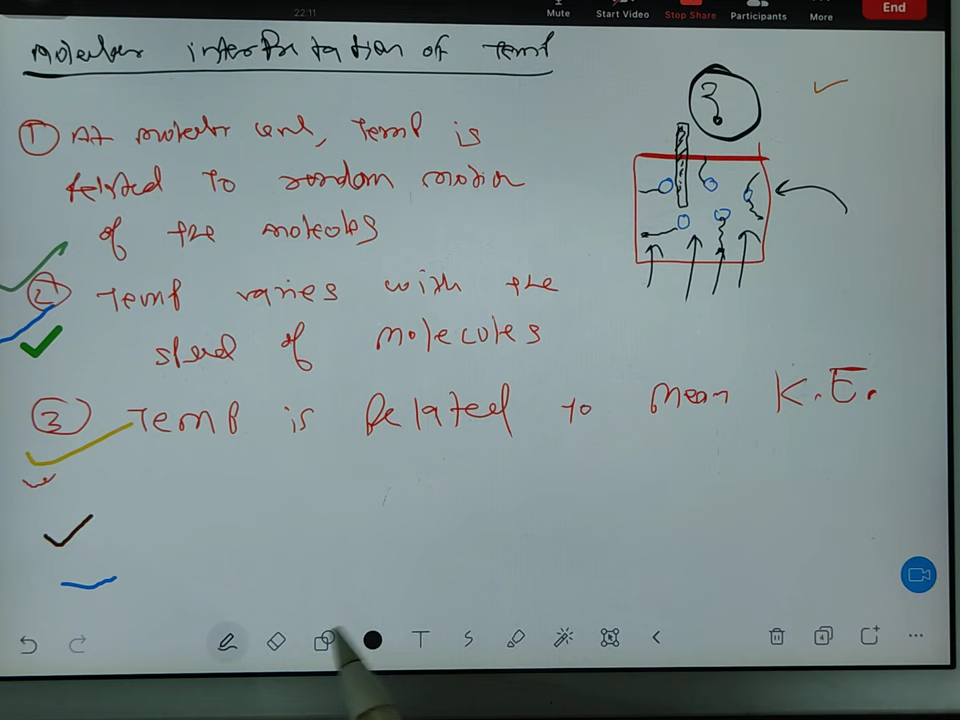 22:11
Mute Start Video Stop Share Participants More End
Molecular interpretation of Temp
① At molecular level, Temp is
related to random motion
of the molecules
② Temp varies with the
speed of molecules
③ Temp is Related to mean K.E.
T
4